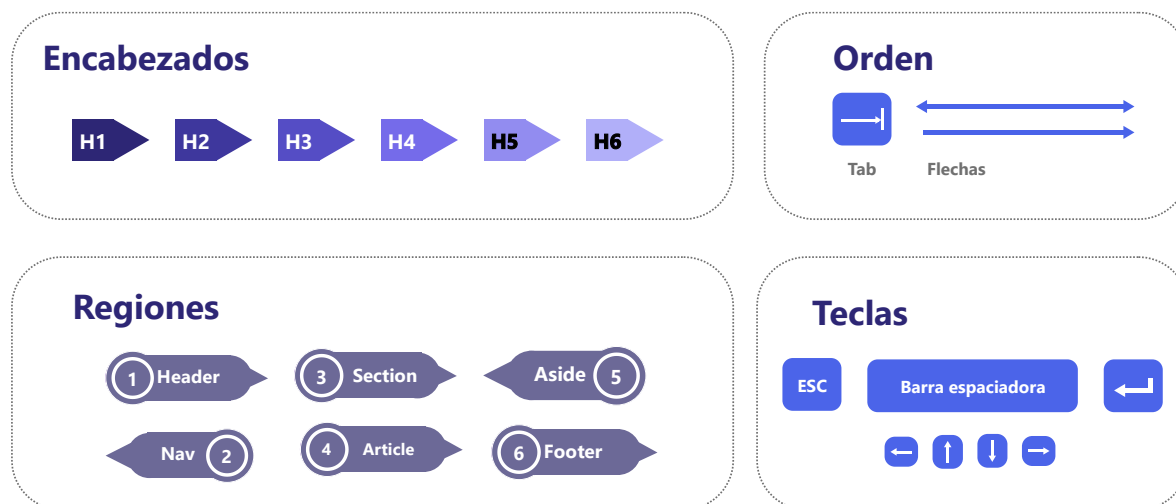 Encabezados
H1 H2 H3 H4 H5 H6
Orden
Tab Flechas
Regiones
1 Header
3 Section
Aside 5
Nav 2
4 Article
6 Footer
Teclas
ESC Barra espaciadora